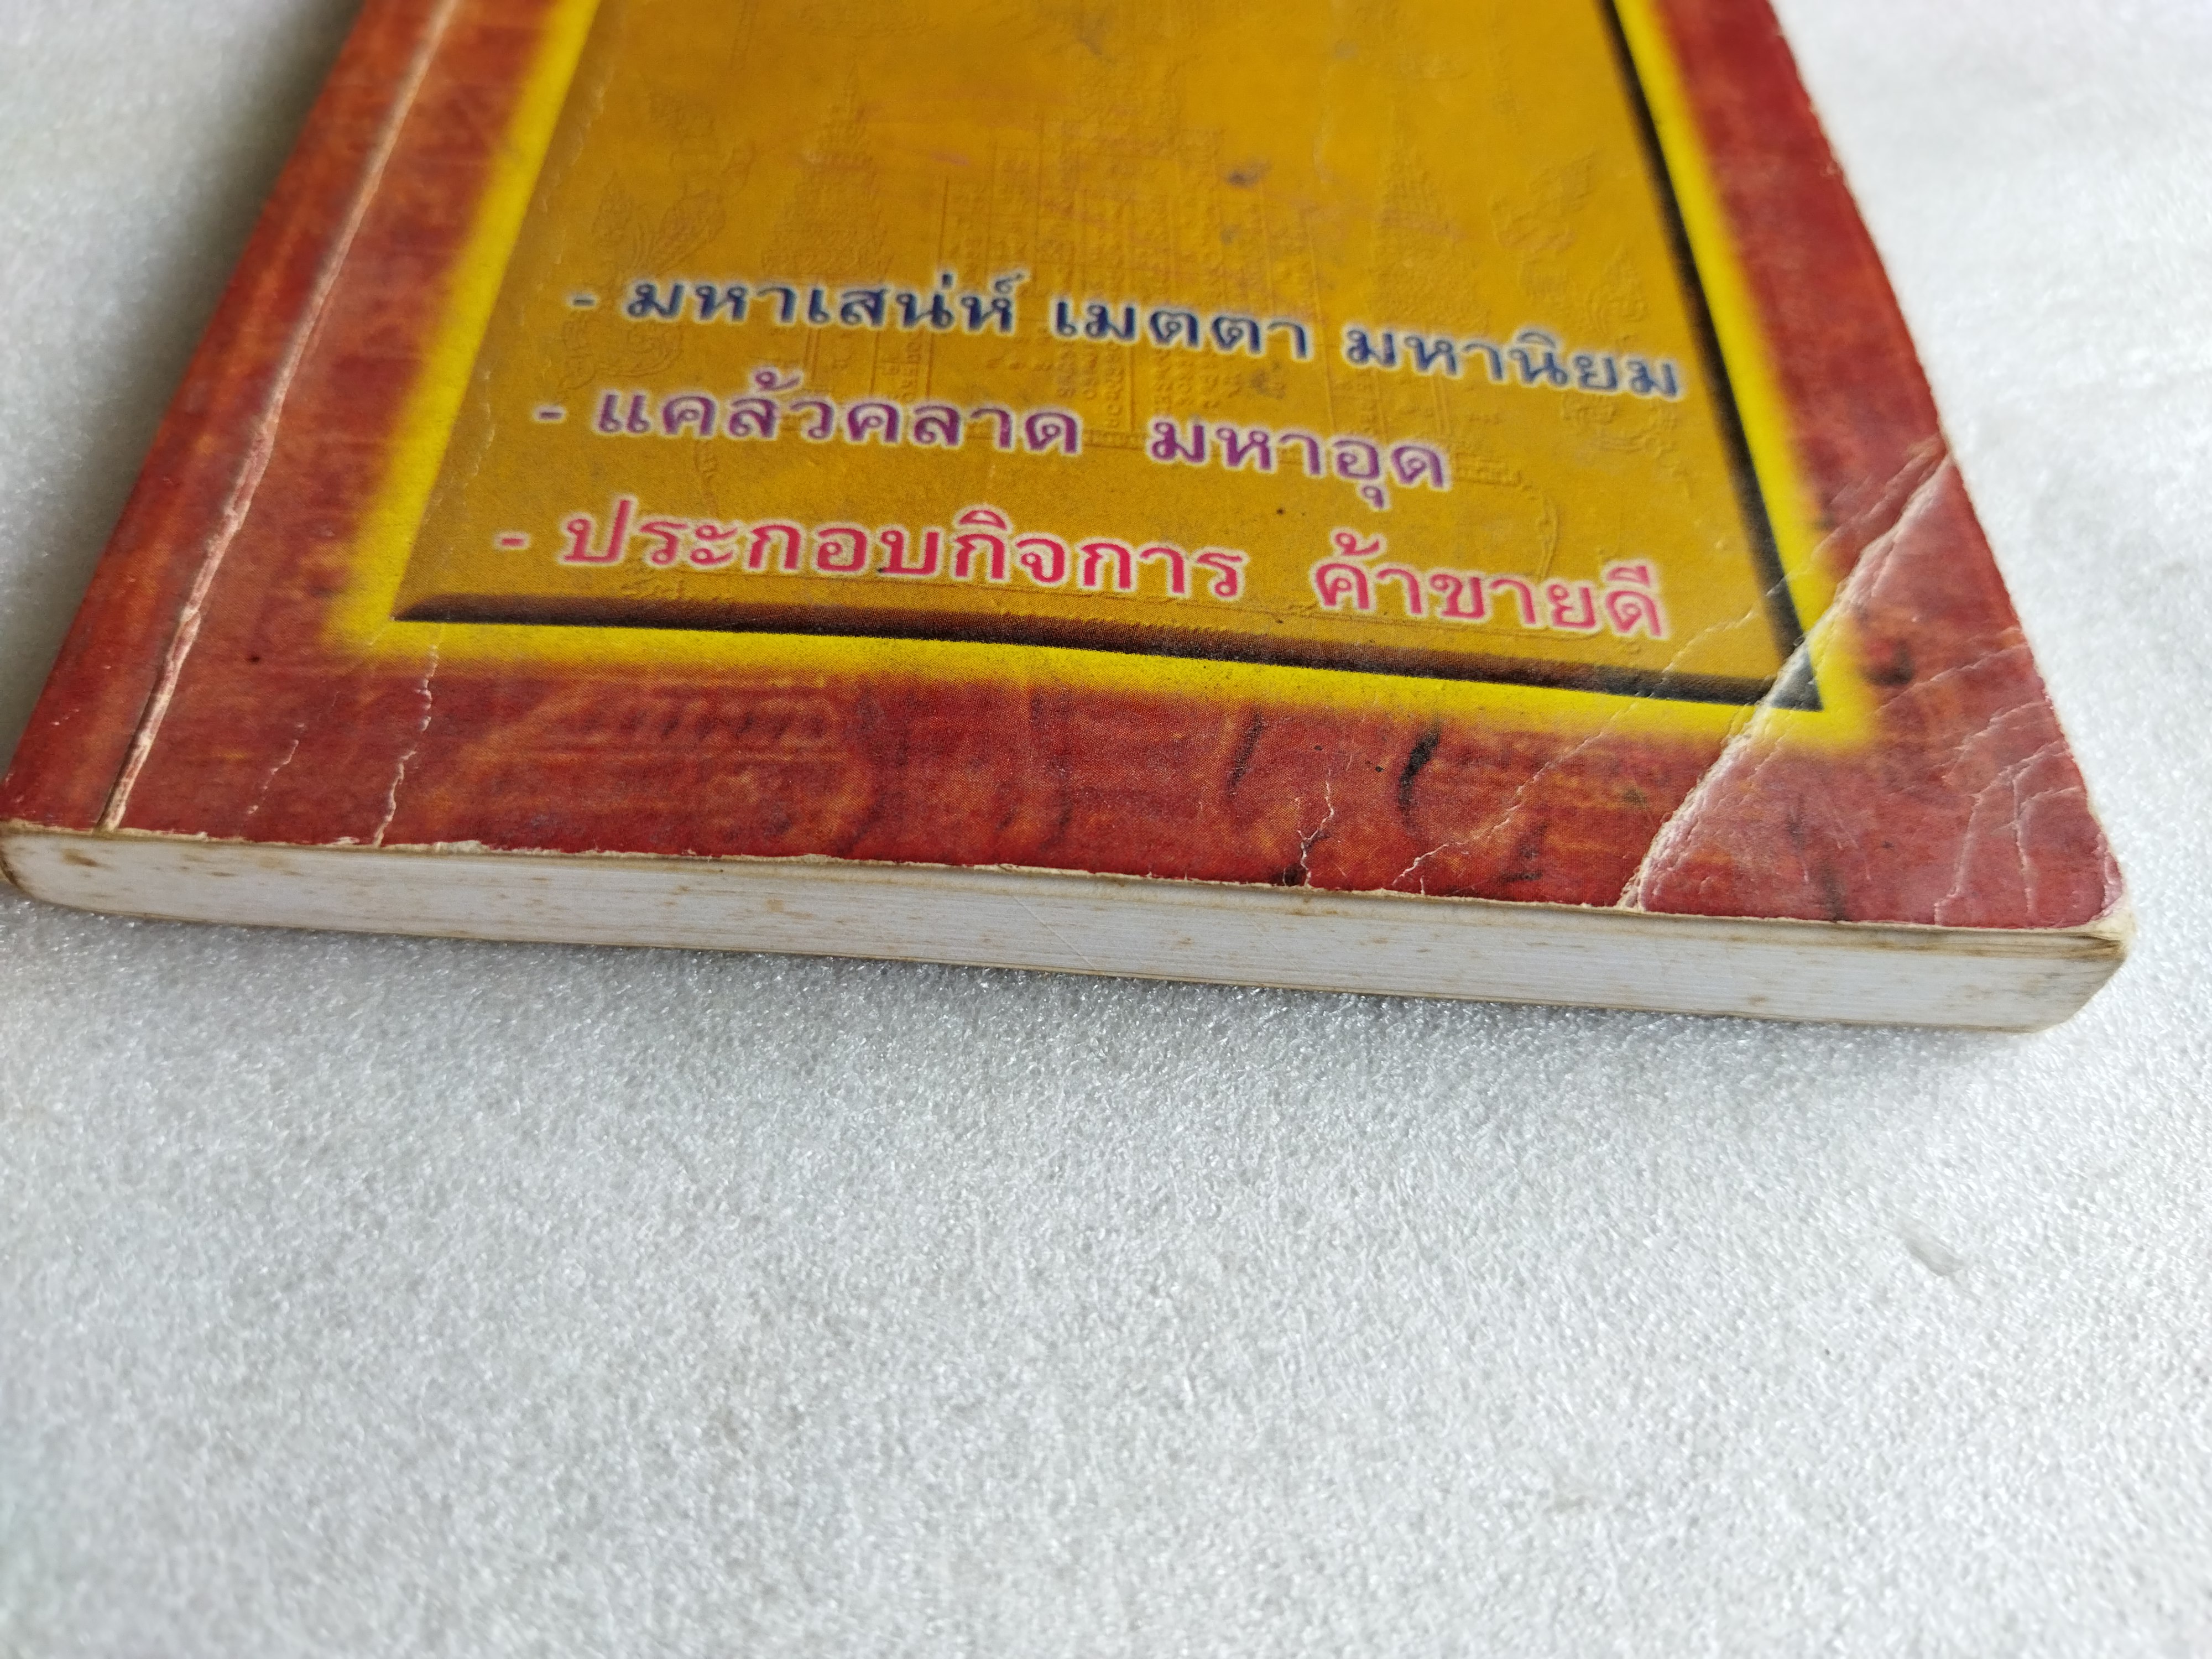 - มหาเสน่ห์ เมตตา มหานิยม
- แคล้วคลาด มหาอุด
- ประกอบกิจการ ค้าขายดี